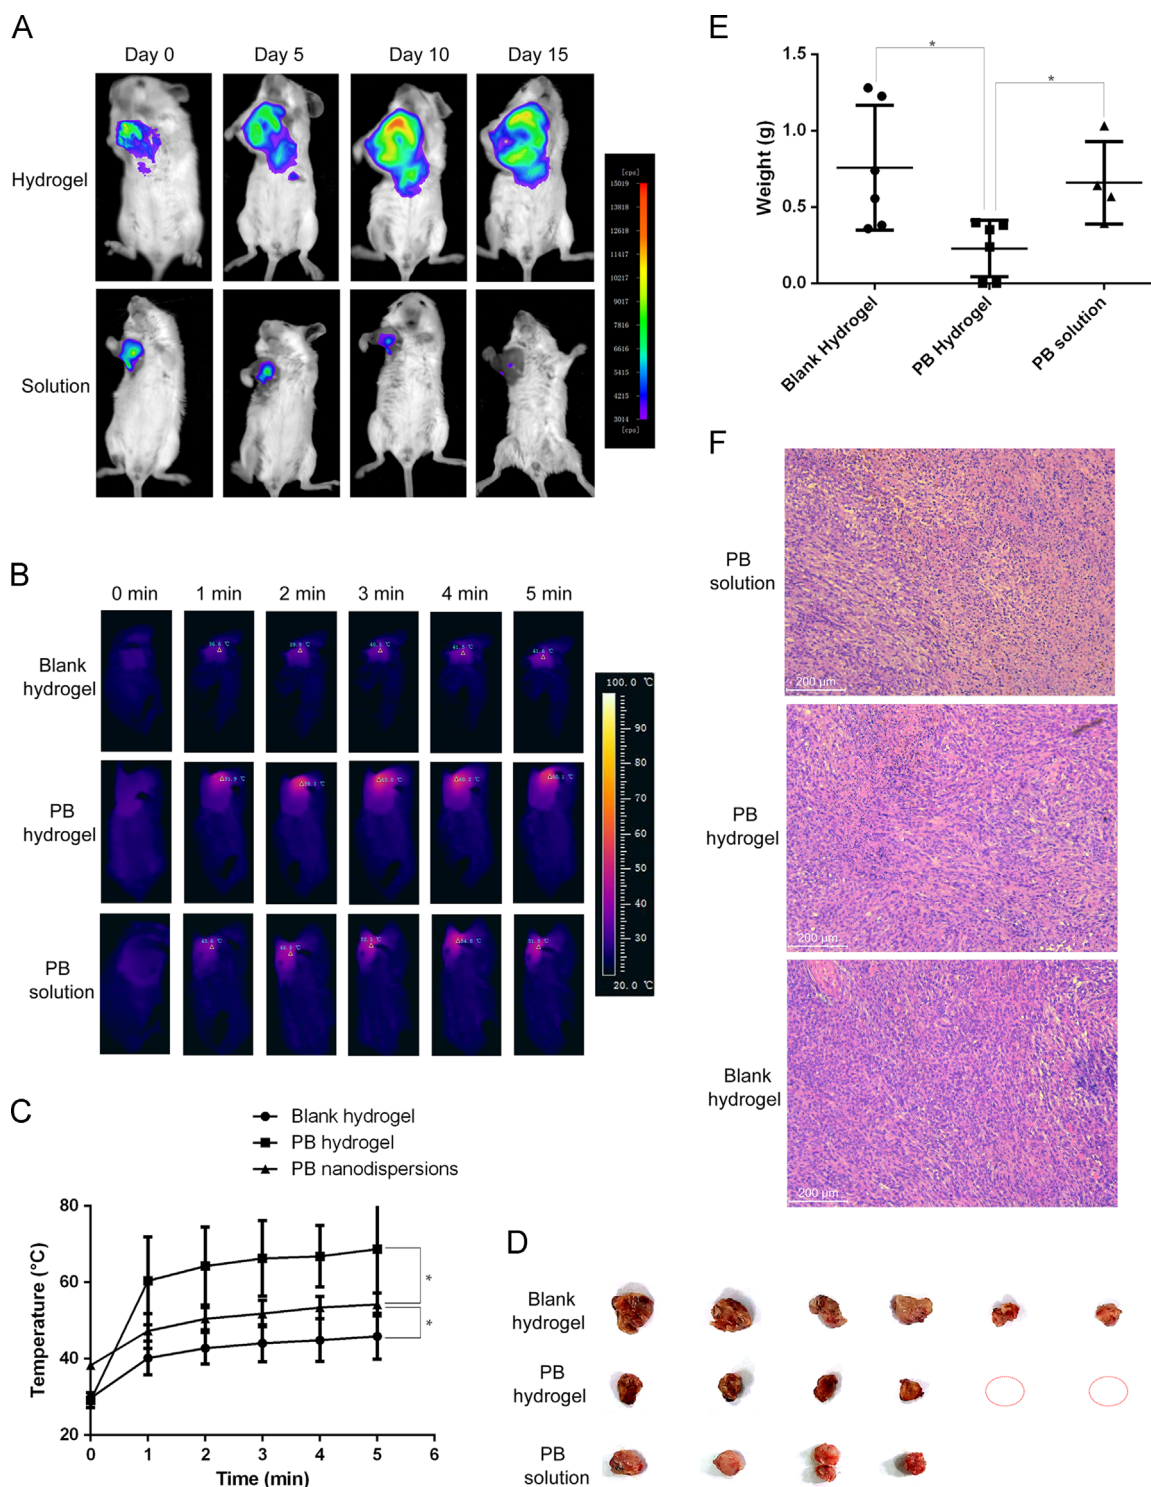 A
Day 0 Day 5 Day 10 Day 15
Hydrogel
Solution
[cps]
15019
13818
12618
11417
10217
9017
7816
6615
5415
4215
3014
[cps]
B
0 min 1 min 2 min 3 min 4 min 5 min
Blank
hydrogel
PB
hydrogel
PB
solution
100.0 ℃
90
80
70
60
50
40
30
20.0 ℃
C
Blank hydrogel
PB hydrogel
PB nanodispersions
Temperature (°C)
80
60
40
20
*
*
0 1 2 3 4 5 6
Time (min)
D
Blank
hydrogel
PB
hydrogel
PB
solution
E
Weight (g)
1.5
1.0
0.5
0.0
*
*
Blank Hydrogel
PB Hydrogel
PB solution
F
PB
solution
200 μm
PB
hydrogel
200 μm
Blank
hydrogel
200 μm